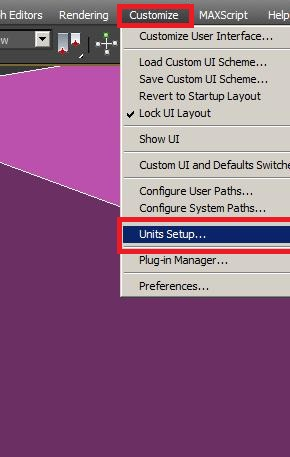 h Editors Rendering Customize MAXScript Help
w
Customize User Interface...
Load Custom UI Scheme...
Save Custom UI Scheme...
Revert to Startup Layout
Lock UI Layout
Show UI
Custom UI and Defaults Switche
Configure User Paths...
Configure System Paths...
Units Setup...
Plug-in Manager...
Preferences...